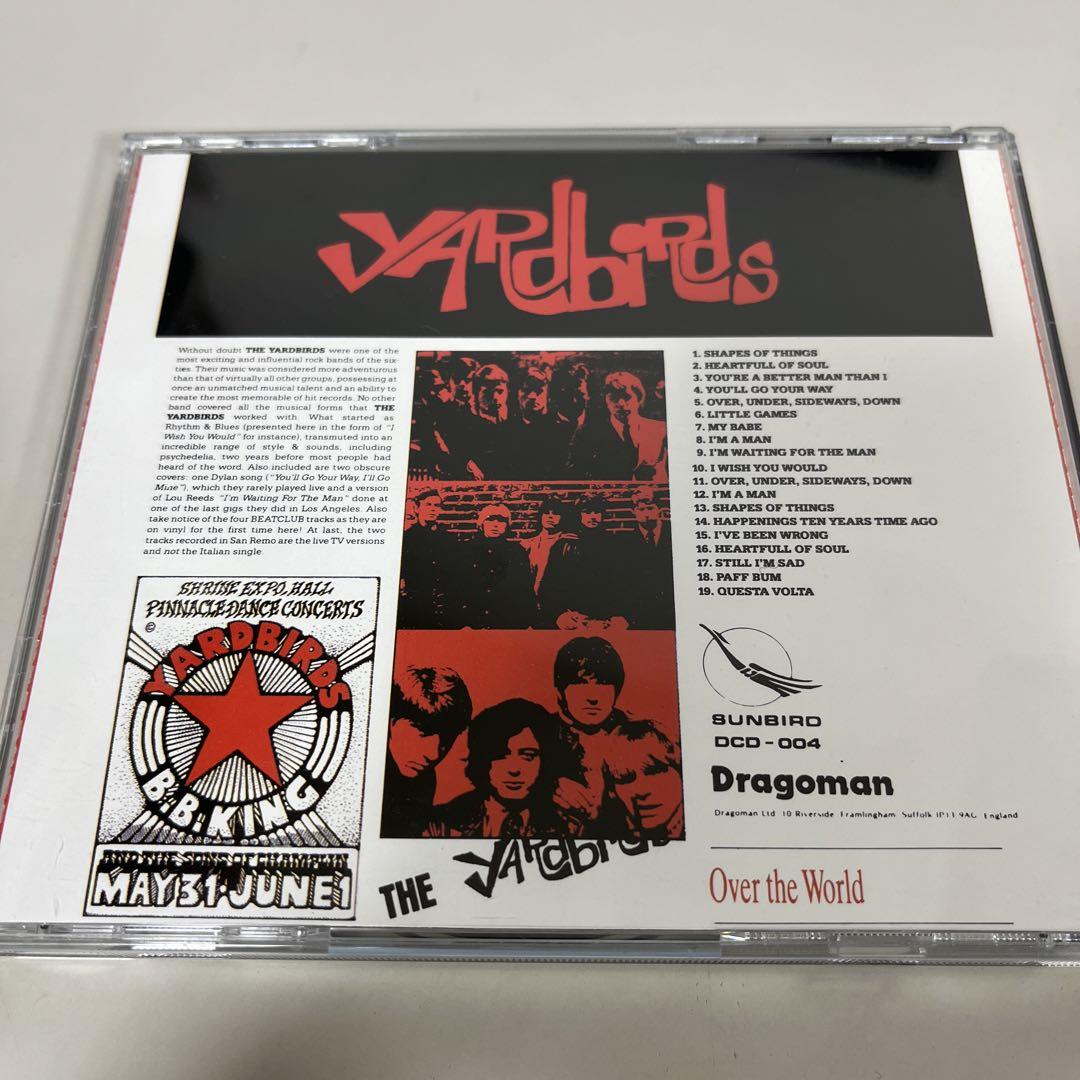 YARDBIRDS
Without doubt THE YARDBIRDS were one of the
most exciting and influential rock bands of the six-
ties. Their music was considered more adventurous
than that of virtually all other groups, possessing at
once an unmatched musical talent and an ability to
create the most memorable of hit records. No other
band covered all the musical forms that THE
YARDBIRDS worked with. What started as
Rhythm & Blues (presented here in the form of "I
Wish You Would" for instance), transmuted into an
incredible range of style & sounds, including
psychedelia, two years before most people had
heard of the word. Also included are two obscure
covers: one Dylan song ("You'll Go Your Way, I'll Go
Mine"), which they rarely played live and a version
of Lou Reeds "I'm Waiting For The Man" done at
one of the last gigs they did in Los Angeles. Also
take notice of the four BEATCLUB tracks as they are
on vinyl for the first time here! At last, the two
tracks recorded in San Remo are the live TV versions
and not the Italian single.
SHRINE EXPO. HALL
PINNACLE DANCE CONCERTS
©
YARDBIRDS
B.B. KING
AND THE SONS OF CHAMPLIN
MAY 31·JUNE 1
THE YARDBIRDS
1. SHAPES OF THINGS
2. HEARTFULL OF SOUL
3. YOU'RE A BETTER MAN THAN I
4. YOU'LL GO YOUR WAY
5. OVER, UNDER, SIDEWAYS, DOWN
6. LITTLE GAMES
7. MY BABE
8. I'M A MAN
9. I'M WAITING FOR THE MAN
10. I WISH YOU WOULD
11. OVER, UNDER, SIDEWAYS, DOWN
12. I'M A MAN
13. SHAPES OF THINGS
14. HAPPENINGS TEN YEARS TIME AGO
15. I'VE BEEN WRONG
16. HEARTFULL OF SOUL
17. STILL I'M SAD
18. PAFF BUM
19. QUESTA VOLTA
SUNBIRD
DCD-004
Dragoman
Dragoman Ltd 10 Riverside Framlingham Suffolk IP13 9AG England
Over the World